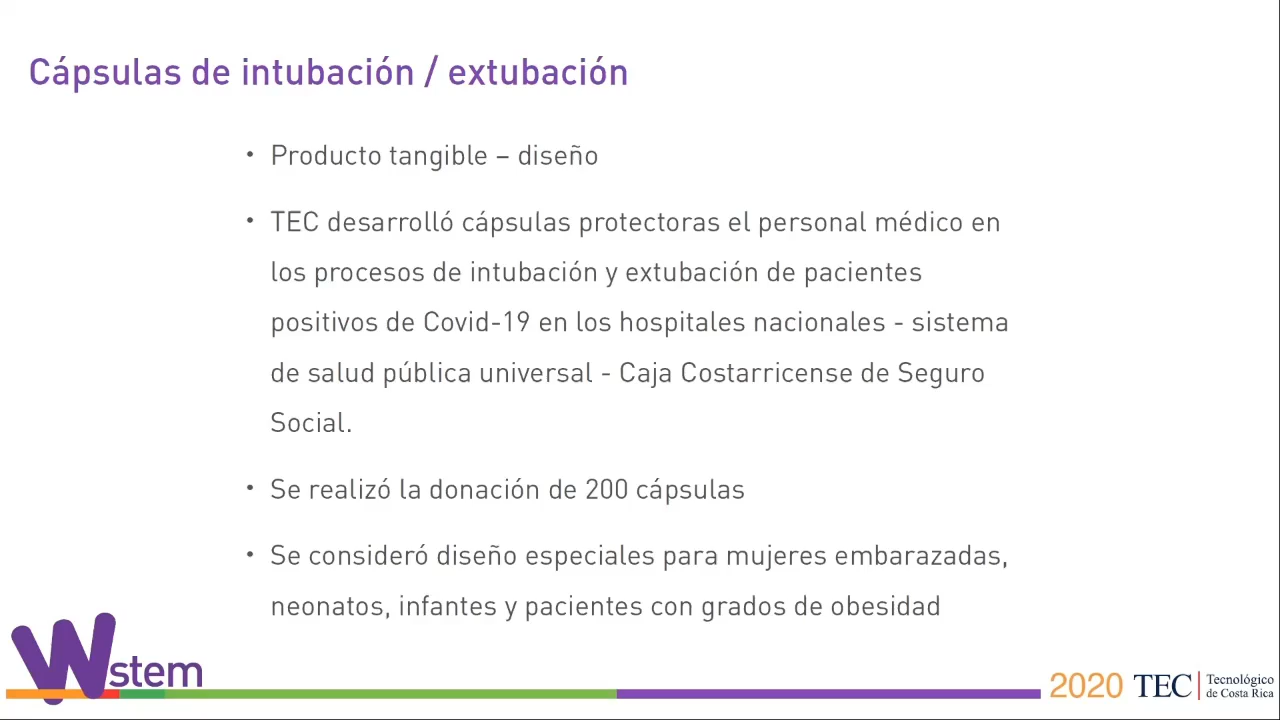 Cápsulas de intubación / extubación
• Producto tangible – diseño
• TEC desarrolló cápsulas protectoras el personal médico en
los procesos de intubación y extubación de pacientes
positivos de Covid-19 en los hospitales nacionales - sistema
de salud pública universal - Caja Costarricense de Seguro
Social.
• Se realizó la donación de 200 cápsulas
• Se consideró diseño especiales para mujeres embarazadas,
neonatos, infantes y pacientes con grados de obesidad
Wstem
2020 TEC | Tecnológico
de Costa Rica